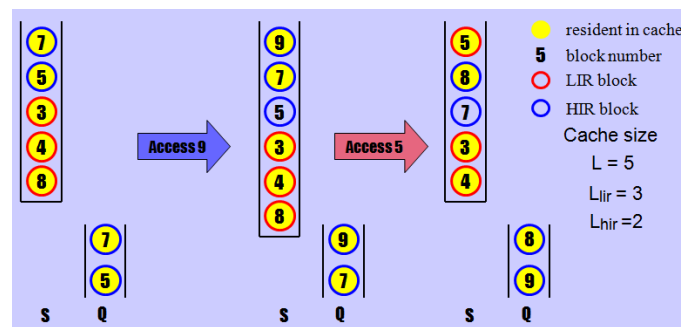 7
5
3
4
8
7
5
S Q
Access 9
9
7
5
3
4
8
9
7
S Q
Access 5
5
8
7
3
4
8
9
S Q
resident in cache
5 block number
LIR block
HIR block
Cache size
L = 5
Llir = 3
Lhir =2